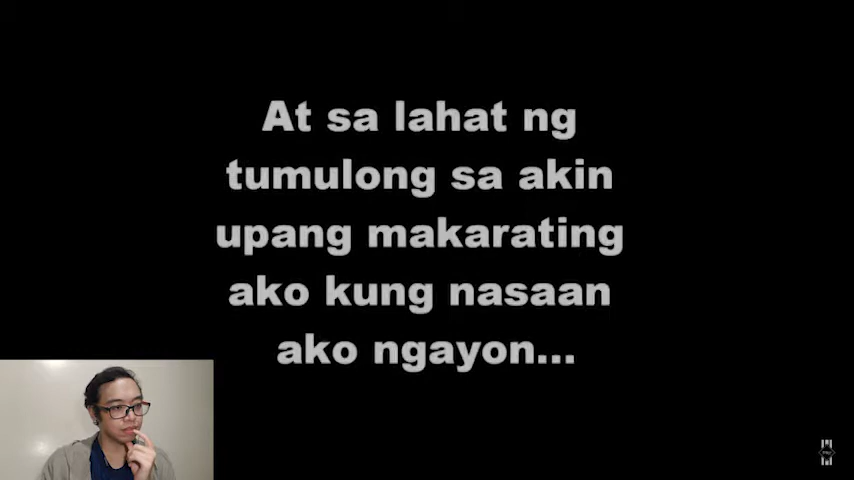 At sa lahat ng
tumulong sa akin
upang makarating
ako kung nasaan
ako ngayon...